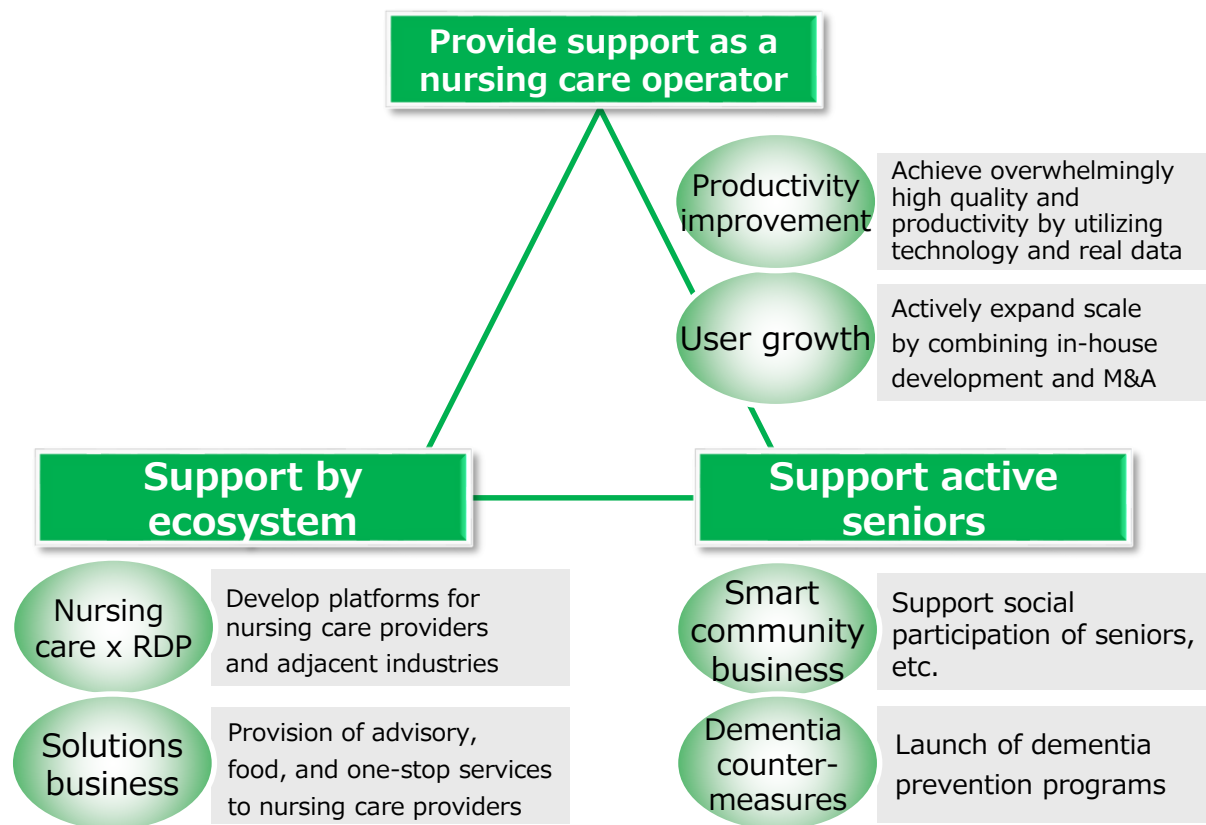 Provide support as a
nursing care operator
Productivity
improvement
Achieve overwhelmingly
high quality and
productivity by utilizing
technology and real data
User growth
Actively expand scale
by combining in-house
development and M&A
Support by
ecosystem
Nursing
care x RDP
Develop platforms for
nursing care providers
and adjacent industries
Solutions
business
Provision of advisory,
food, and one-stop services
to nursing care providers
Support active
seniors
Smart
community
business
Support social
participation of seniors,
etc.
Dementia
counter-
measures
Launch of dementia
prevention programs